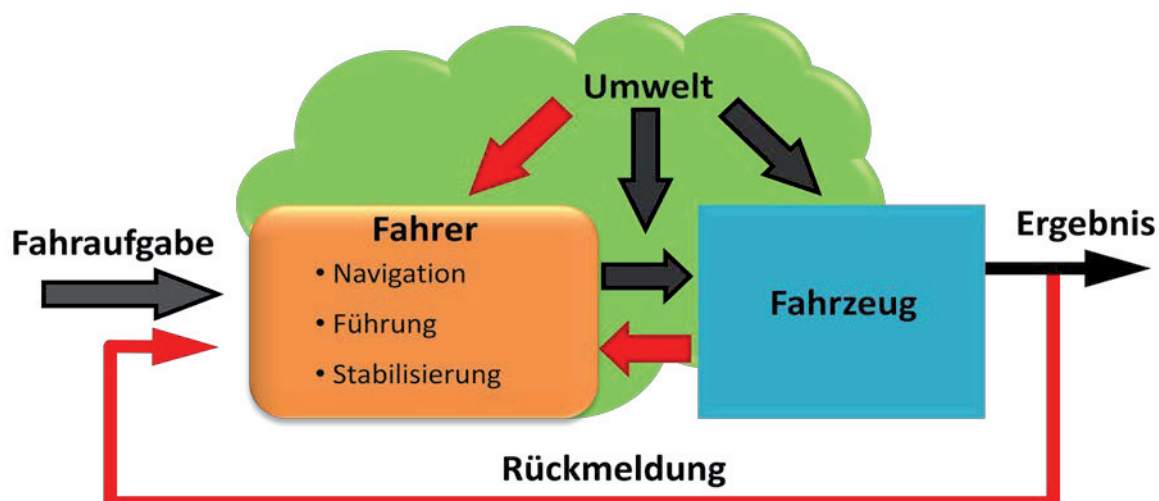 Umwelt
Fahraufgabe
Fahrer
• Navigation
• Führung
• Stabilisierung
Fahrzeug
Ergebnis
Rückmeldung